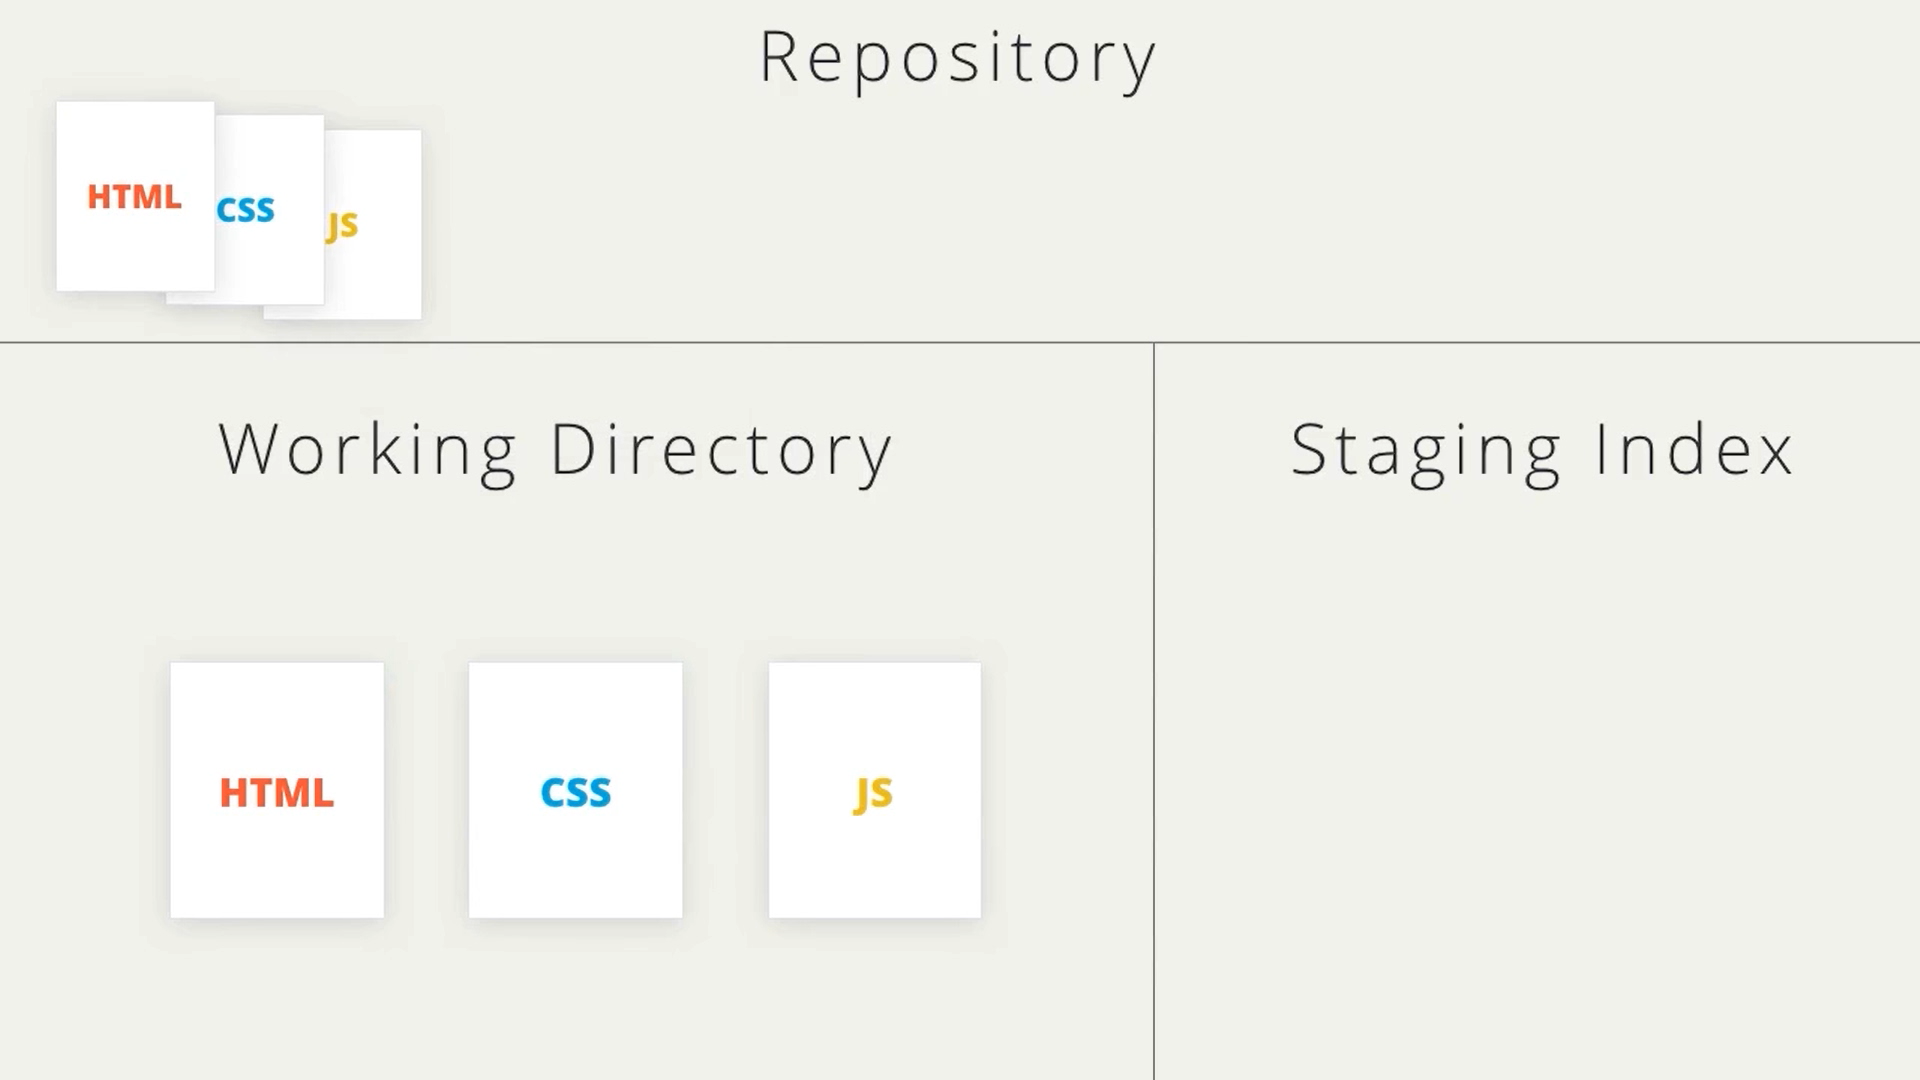 Repository
HTML
CSS
JS
Working Directory
Staging Index
HTML
CSS
JS